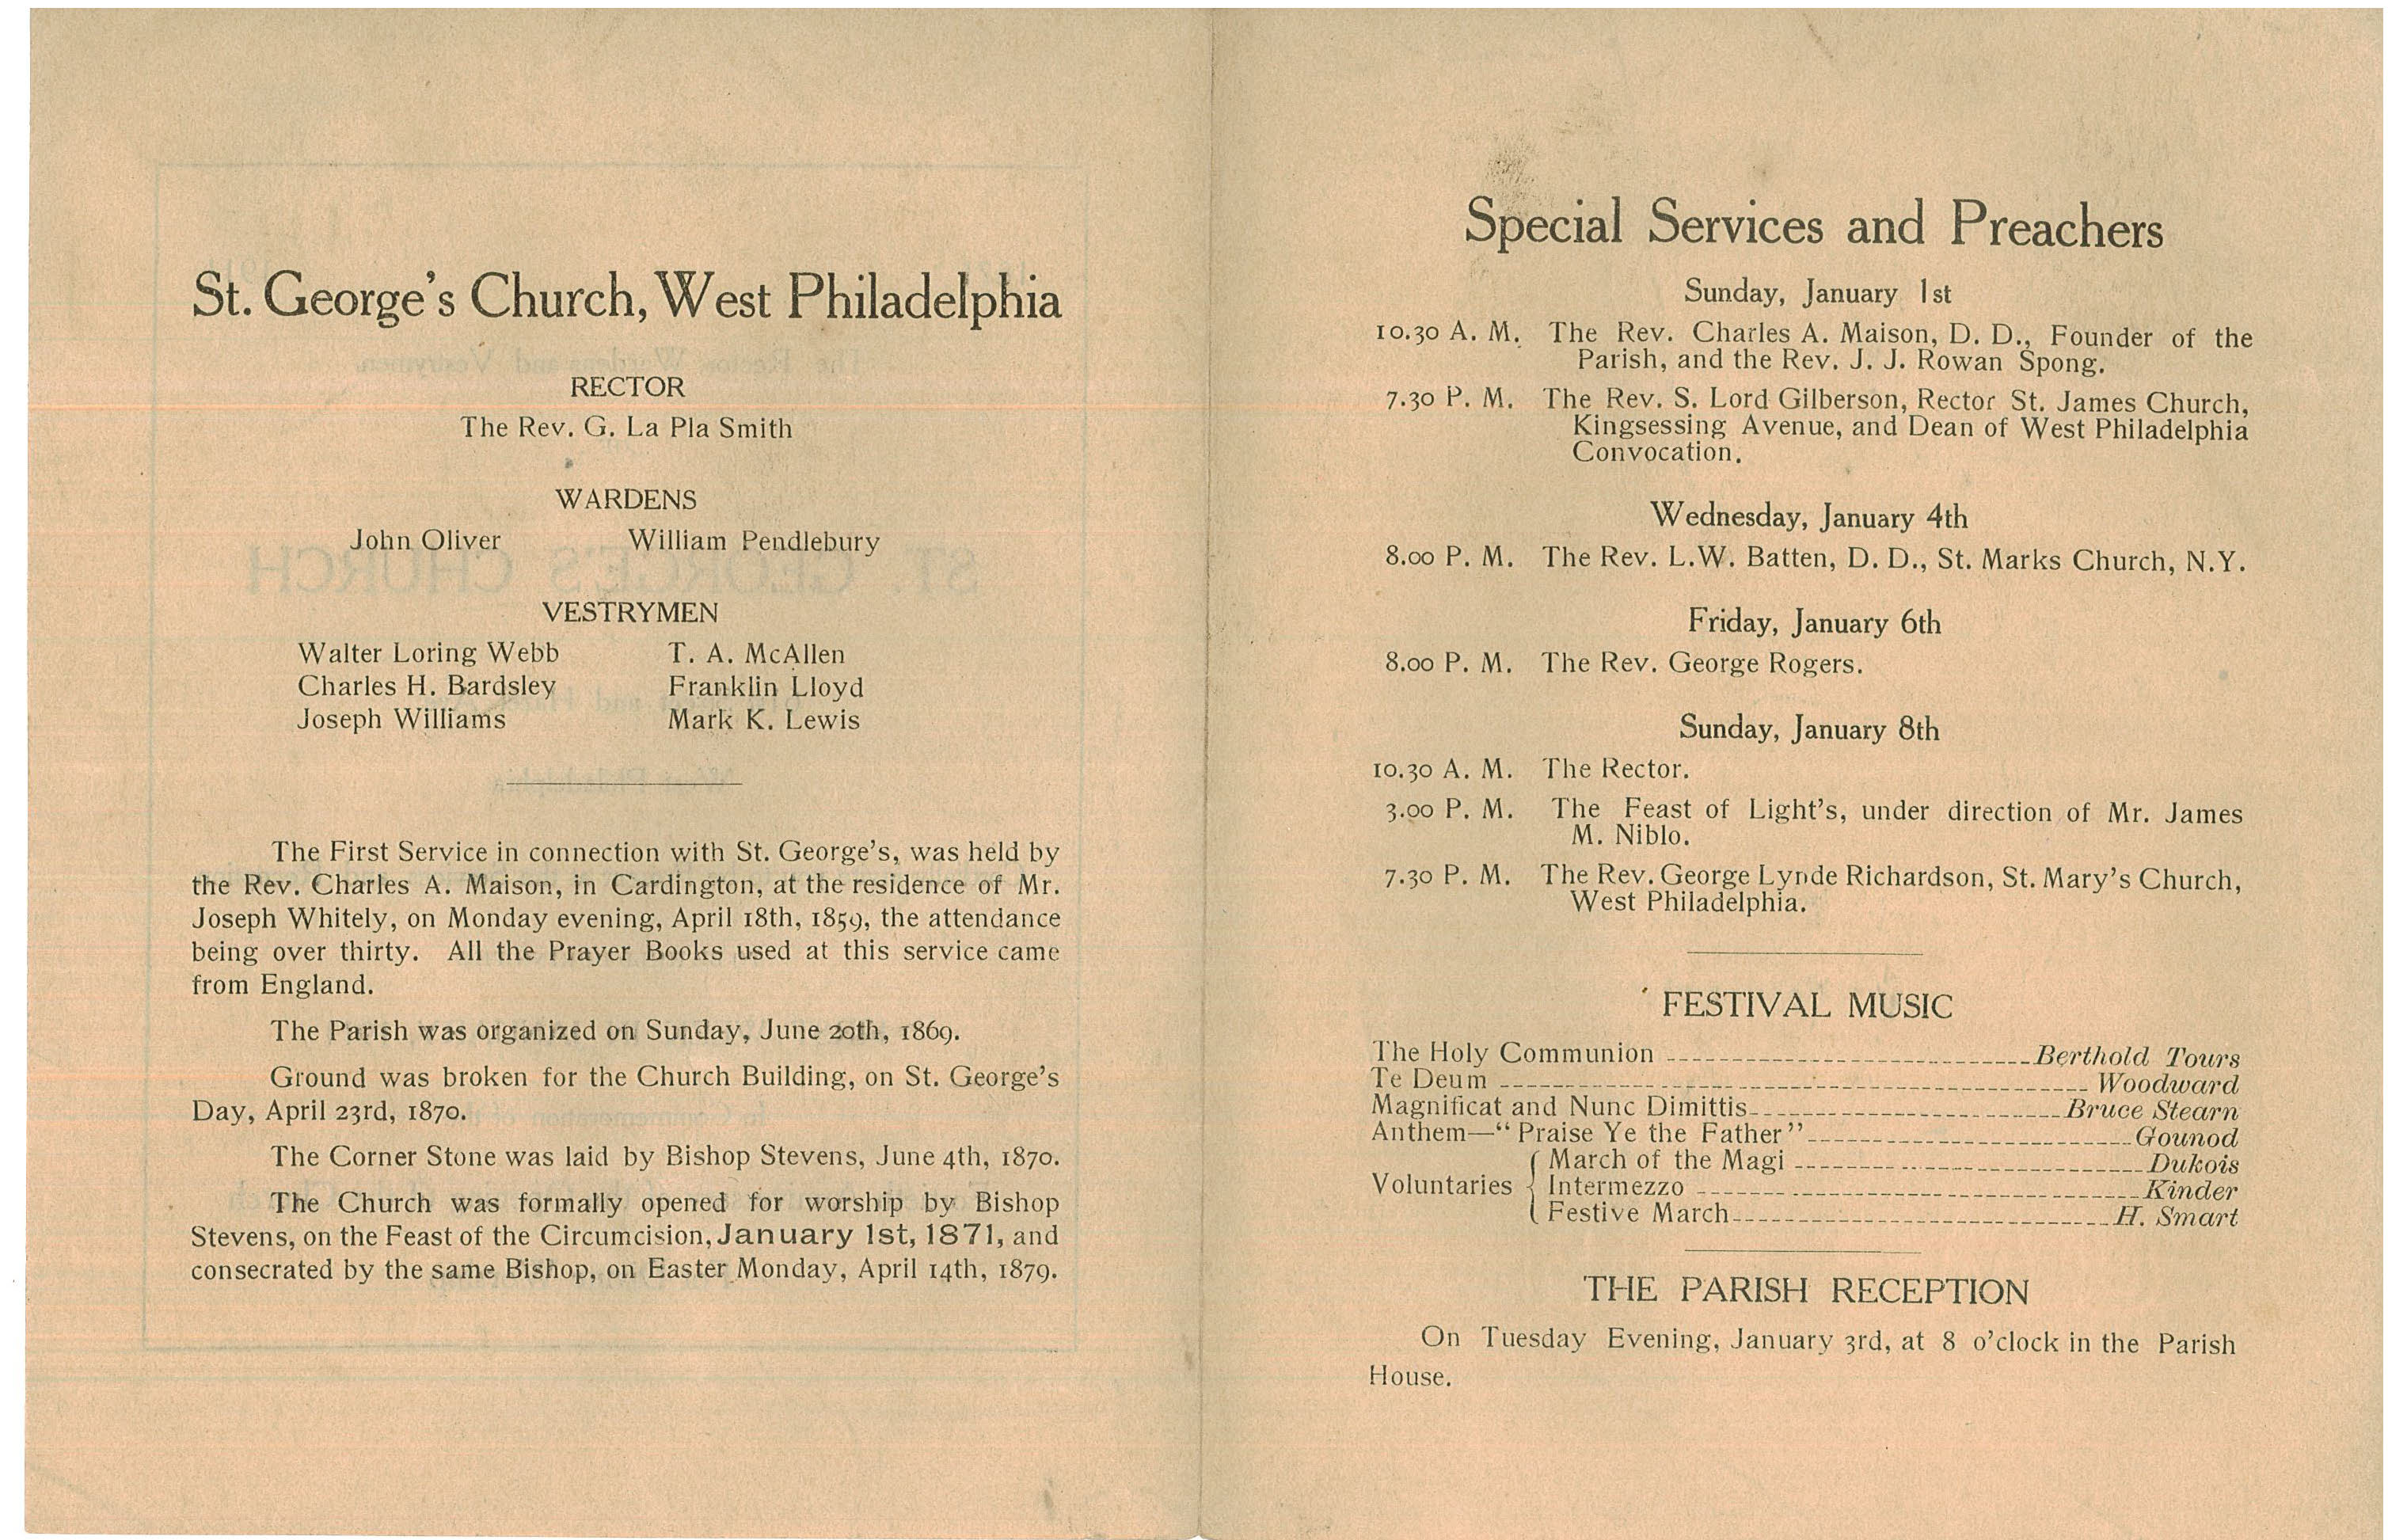 St. George's Church, West Philadelphia
RECTOR
The Rev. G. La Pla Smith
WARDENS
John Oliver William Pendlebury
VESTRYMEN
Walter Loring Webb T. A. McAllen
Charles H. Bardsley Franklin Lloyd
Joseph Williams Mark K. Lewis
The First Service in connection with St. George's, was held by
the Rev. Charles A. Maison, in Cardington, at the residence of Mr.
Joseph Whitely, on Monday evening, April 18th, 1859, the attendance
being over thirty. All the Prayer Books used at this service came
from England.
The Parish was organized on Sunday, June 20th, 1869.
Ground was broken for the Church Building, on St. George's
Day, April 23rd, 1870.
The Corner Stone was laid by Bishop Stevens, June 4th, 1870.
The Church was formally opened for worship by Bishop
Stevens, on the Feast of the Circumcision, January 1st, 1871, and
consecrated by the same Bishop, on Easter Monday, April 14th, 1879.
Special Services and Preachers
Sunday, January 1st
10.30 A. M. The Rev. Charles A. Maison, D. D., Founder of the
Parish, and the Rev. J. J. Rowan Spong.
7.30 P. M. The Rev. S. Lord Gilberson, Rector St. James Church,
Kingsessing Avenue, and Dean of West Philadelphia
Convocation.
Wednesday, January 4th
8.00 P. M. The Rev. L.W. Batten, D. D., St. Marks Church, N.Y.
Friday, January 6th
8.00 P. M. The Rev. George Rogers.
Sunday, January 8th
10.30 A. M. The Rector.
3.00 P. M. The Feast of Light's, under direction of Mr. James
M. Niblo.
7.30 P. M. The Rev. George Lynde Richardson, St. Mary's Church,
West Philadelphia.
FESTIVAL MUSIC
The Holy Communion Berthold Tours
Te Deum Woodward
Magnificat and Nunc Dimittis Bruce Stearn
Anthem—"Praise Ye the Father" Gounod
March of the Magi Dukois
Voluntaries { Intermezzo Kinder
Festive March H. Smart
THE PARISH RECEPTION
On Tuesday Evening, January 3rd, at 8 o'clock in the Parish
House.